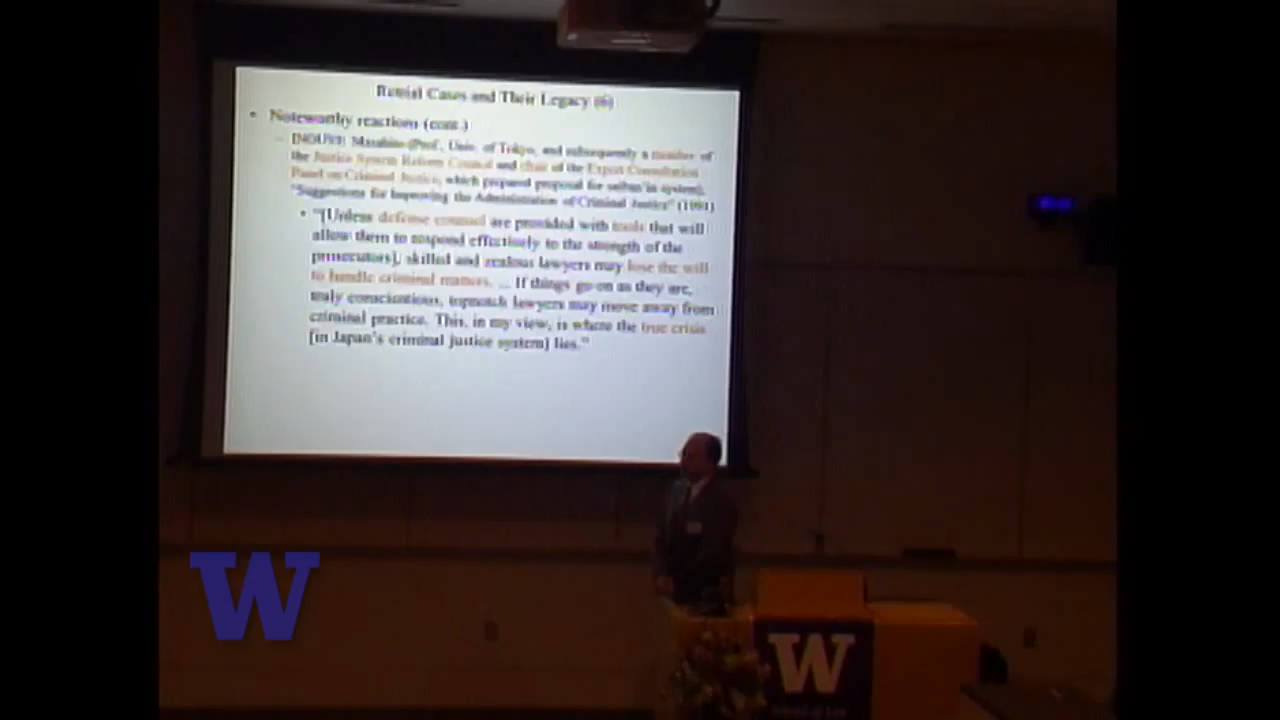 Retrial Cases and Their Legacy (6)
• Noteworthy reactions (cont.)
– INOUYE Masahito (Prof., Univ. of Tokyo, and subsequently a member of
the Justice System Reform Council and chair of the Expert Consultation
Panel on Criminal Justice, which prepared proposal for saiban'in system),
"Suggestions for Improving the Administration of Criminal Justice"
• "[Unless defense counsel are provided with tools that will
allow them to respond effectively to the strength of the
prosecutors], skilled and zealous lawyers may lose the will
to handle criminal matters. ... If things go on as they are,
truly conscientious, topnotch lawyers may move away from
criminal practice. This, in my view, is where the true crisis
[in Japan's criminal justice system] lies."
W
W